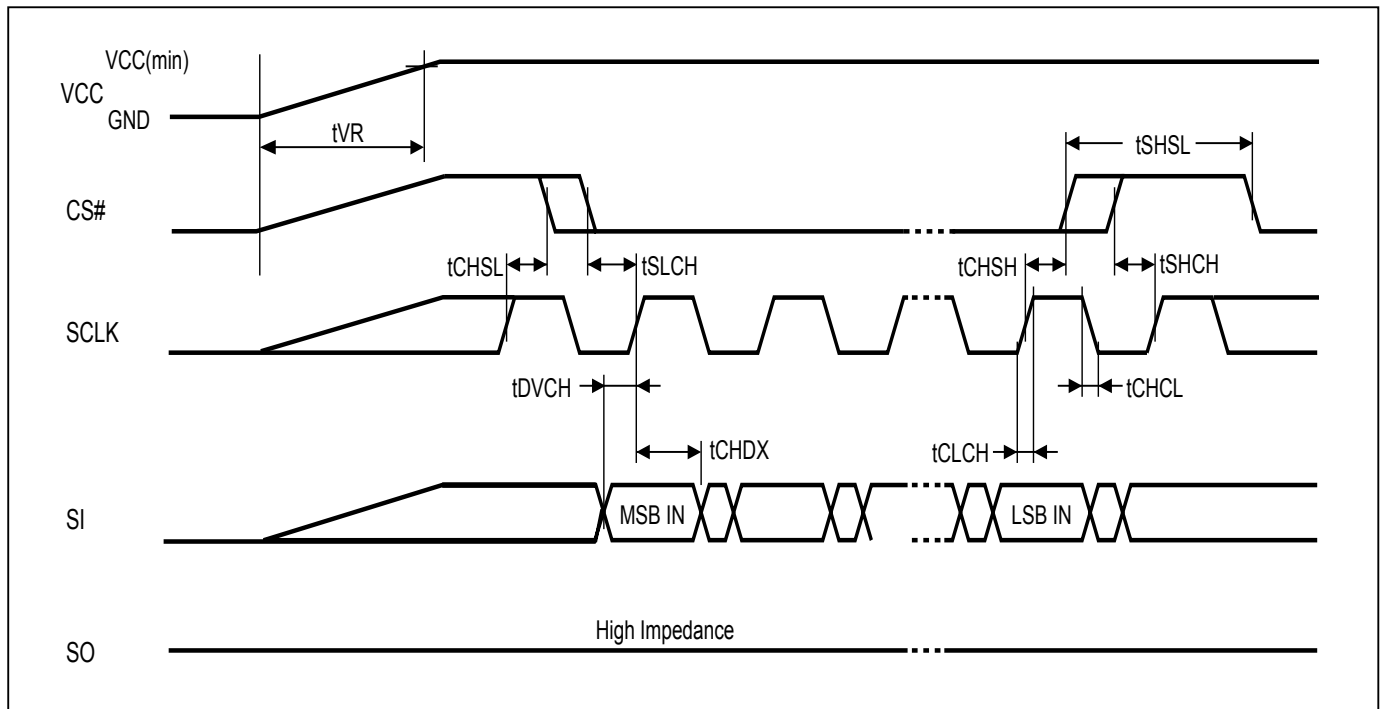 VCC(min)
VCC
GND
tVR
tSHSL
CS#
tCHSL
tSLCH
tCHSH
tSHCH
SCLK
tDVCH
tCHCL
tCHDX
tCLCH
SI
MSB IN
LSB IN
High Impedance
SO